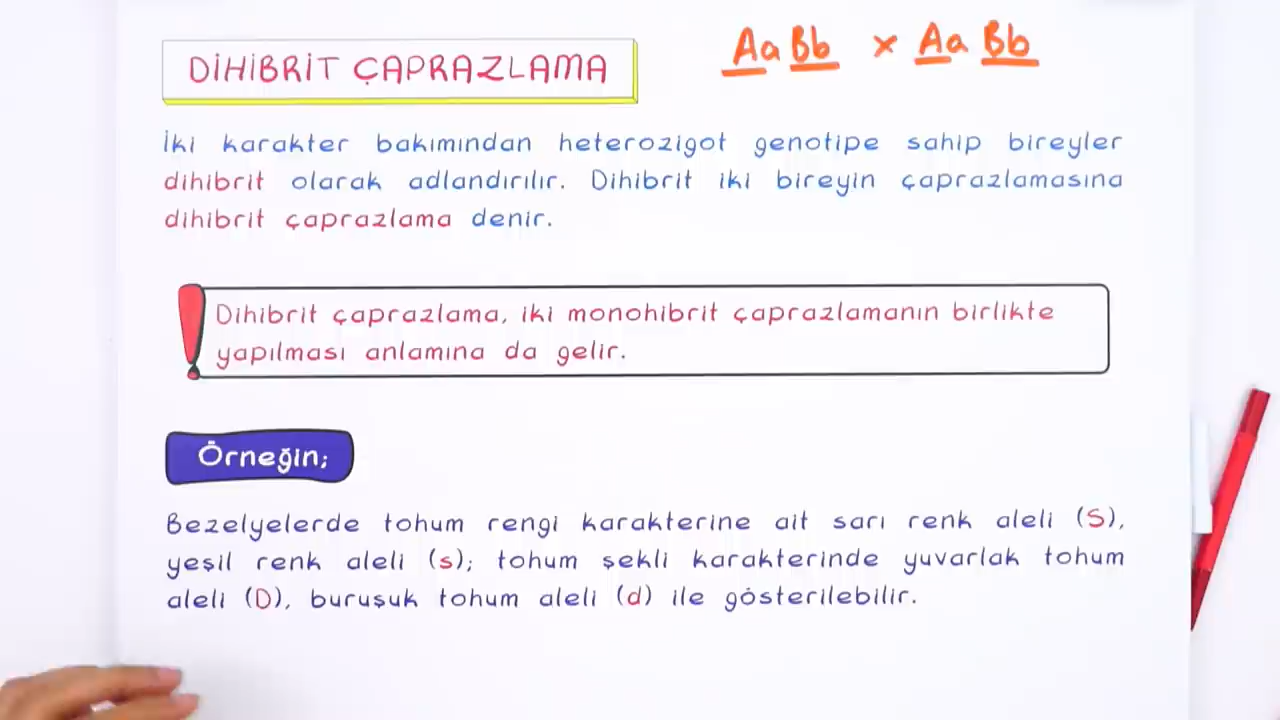 DİHİBRİT ÇAPRAZLAMA
AaBb × AaBb
İki karakter bakımından heterozigot genotipe sahip bireyler
dihibrit olarak adlandırılır. Dihibrit iki bireyin çaprazlamasına
dihibrit çaprazlama denir.
Dihibrit çaprazlama, iki monohibrit çaprazlamanın birlikte
yapılması anlamına da gelir.
Örneğin;
Bezelyelerde tohum rengi karakterine ait sarı renk aleli (S),
yeşil renk aleli (s); tohum şekli karakterinde yuvarlak tohum
aleli (D), buruşuk tohum aleli (d) ile gösterilebilir.